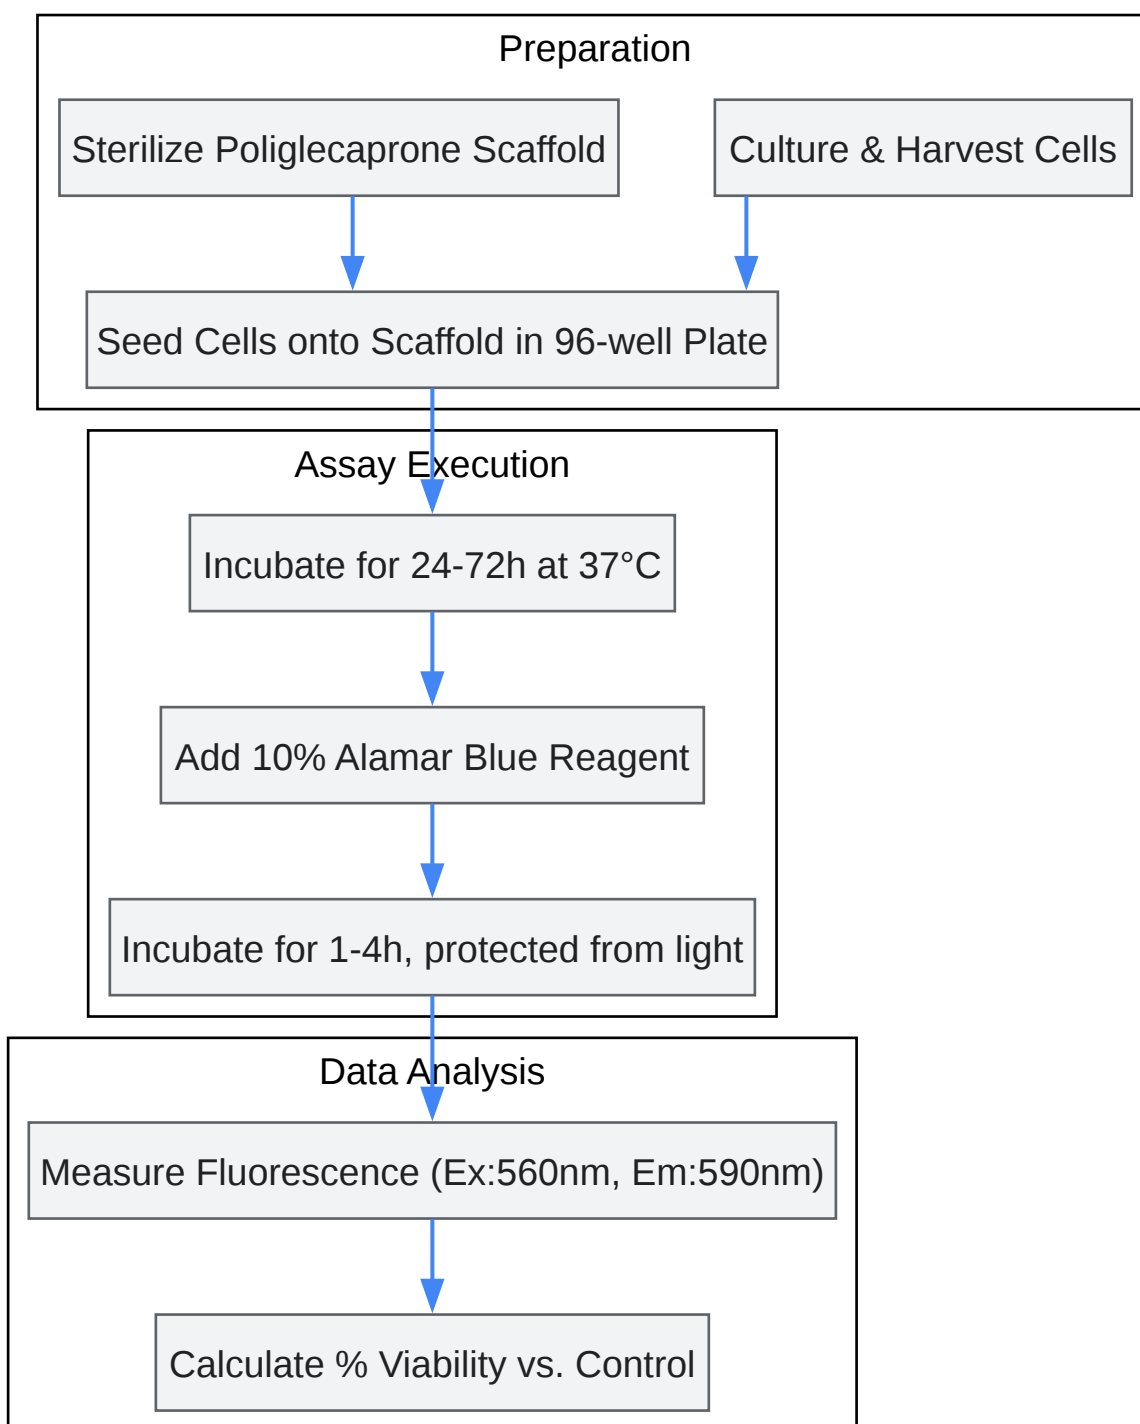 Preparation
Sterilize Poliglecaprone Scaffold
Culture & Harvest Cells
Seed Cells onto Scaffold in 96-well Plate
Assay Execution
Incubate for 24-72h at 37°C
Add 10% Alamar Blue Reagent
Incubate for 1-4h, protected from light
Data Analysis
Measure Fluorescence (Ex:560nm, Em:590nm)
Calculate % Viability vs. Control